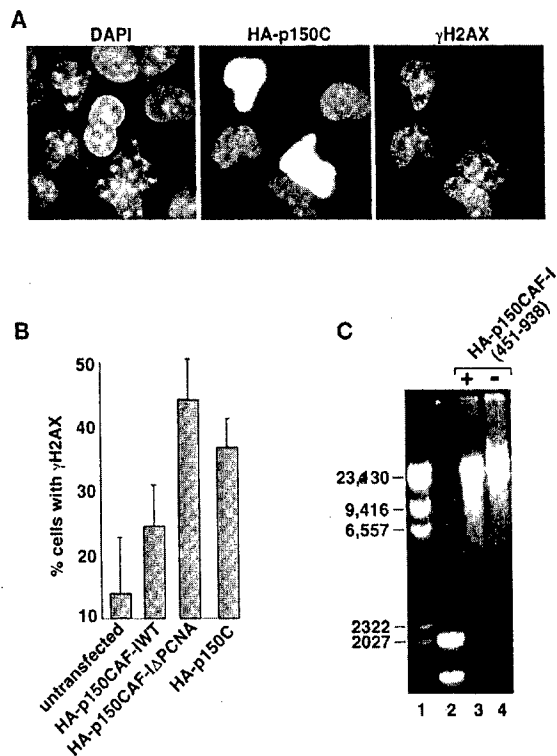 A
DAPI HA-p150C γH2AX
B
% cells with γH2AX
50
40
30
20
10
untransfected
HA-p150CAF-IWT
HA-p150CAF-IΔPCNA
HA-p150C
C
HA-p150CAF-I
(451-938)
+ -
23,130
9,416
6,557
2322
2027
1 2 3 4